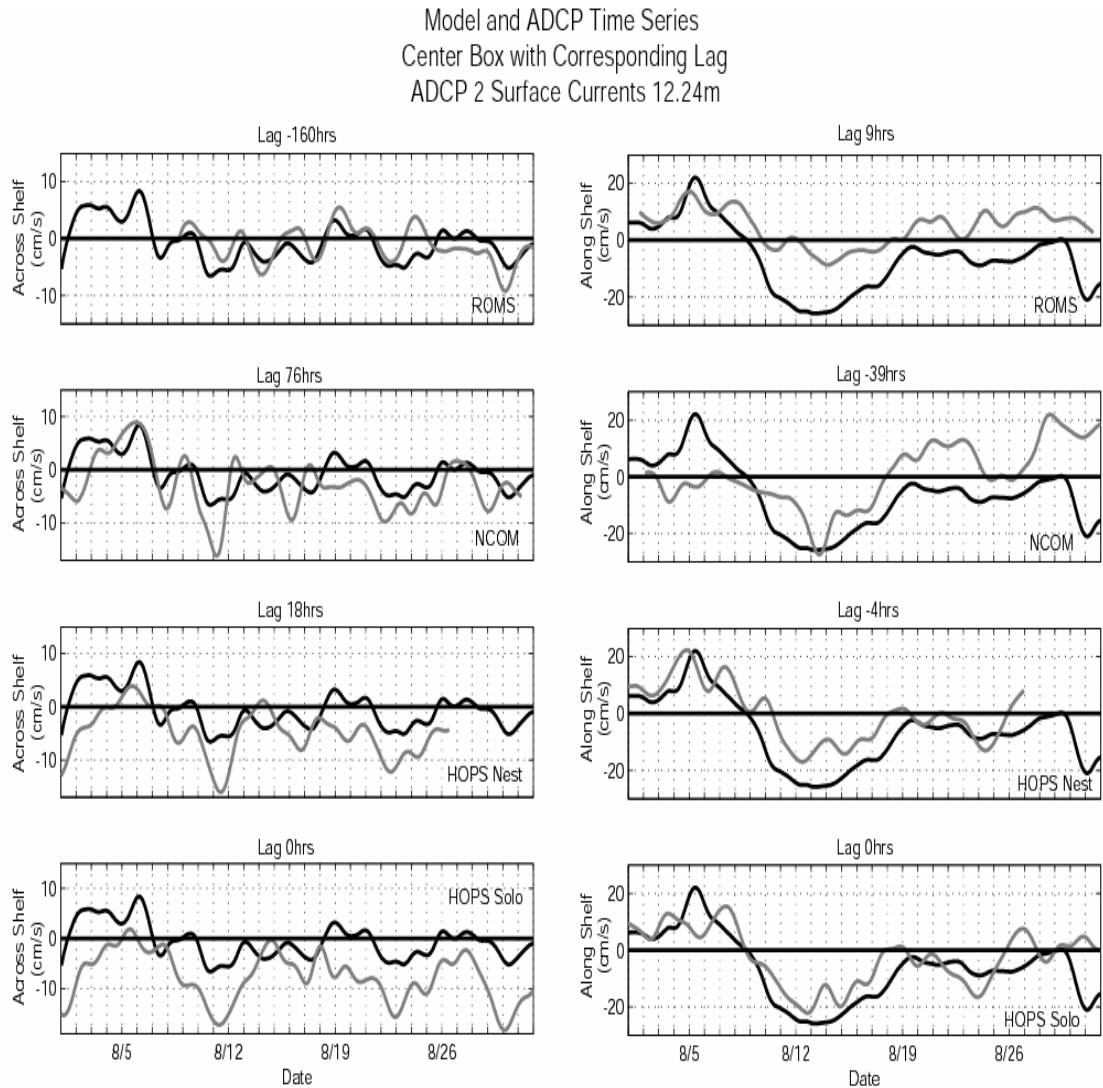 Model and ADCP Time Series
Center Box with Corresponding Lag
ADCP 2 Surface Currents 12.24m
Lag -160hrs
Across Shelf
(cm/s)
10
0
-10
ROMS
Lag 9hrs
Along Shelf
(cm/s)
20
0
-20
ROMS
Lag 76hrs
Across Shelf
(cm/s)
10
0
-10
NCOM
Lag -39hrs
Along Shelf
(cm/s)
20
0
-20
NCOM
Lag 18hrs
Across Shelf
(cm/s)
10
0
-10
HOPS Nest
Lag -4hrs
Along Shelf
(cm/s)
20
0
-20
HOPS Nest
Lag 0hrs
Across Shelf
(cm/s)
10
0
-10
HOPS Solo
8/5 8/12 8/19 8/26
Date
Lag 0hrs
Along Shelf
(cm/s)
20
0
-20
HOPS Solo
8/5 8/12 8/19 8/26
Date